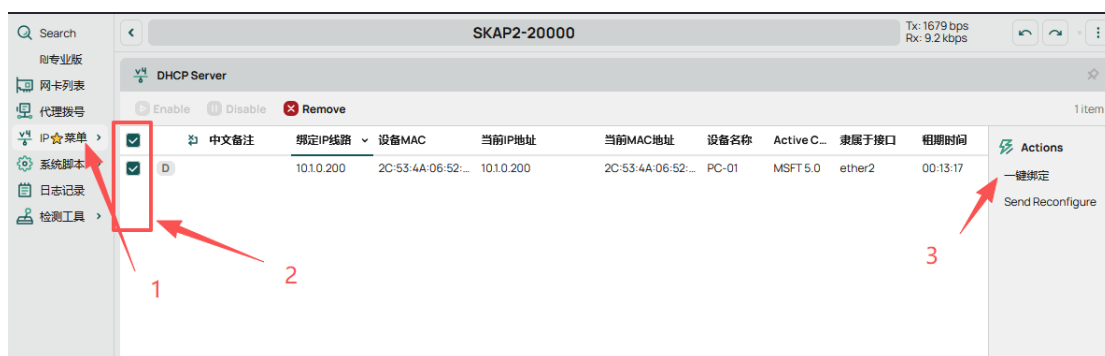 Search
SKAP2-20000
Tx: 1679 bps
Rx: 9.2 kbps
RJ专业版
网卡列表
代理拨号
IP⭐菜单
系统脚本
日志记录
检测工具
DHCP Server
Enable Disable Remove
1 item
中文备注 绑定IP线路 设备MAC 当前IP地址 当前MAC地址 设备名称 Active C... 隶属于接口 租期时间
D 10.1.0.200 2C:53:4A:06:52:... 10.1.0.200 2C:53:4A:06:52:... PC-01 MSFT 5.0 ether2 00:13:17
Actions
一键绑定
Send Reconfigure
1
2
3